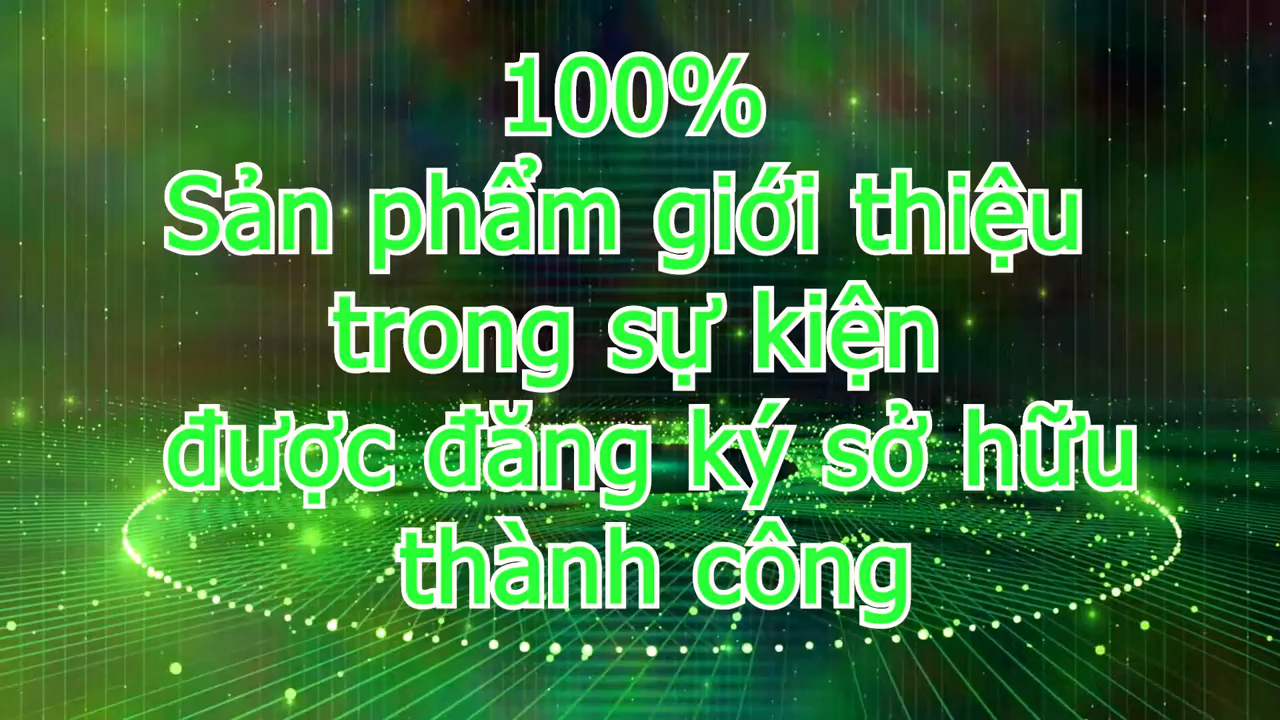 100%
Sản phẩm giới thiệu
trong sự kiện
được đăng ký sở hữu
thành công